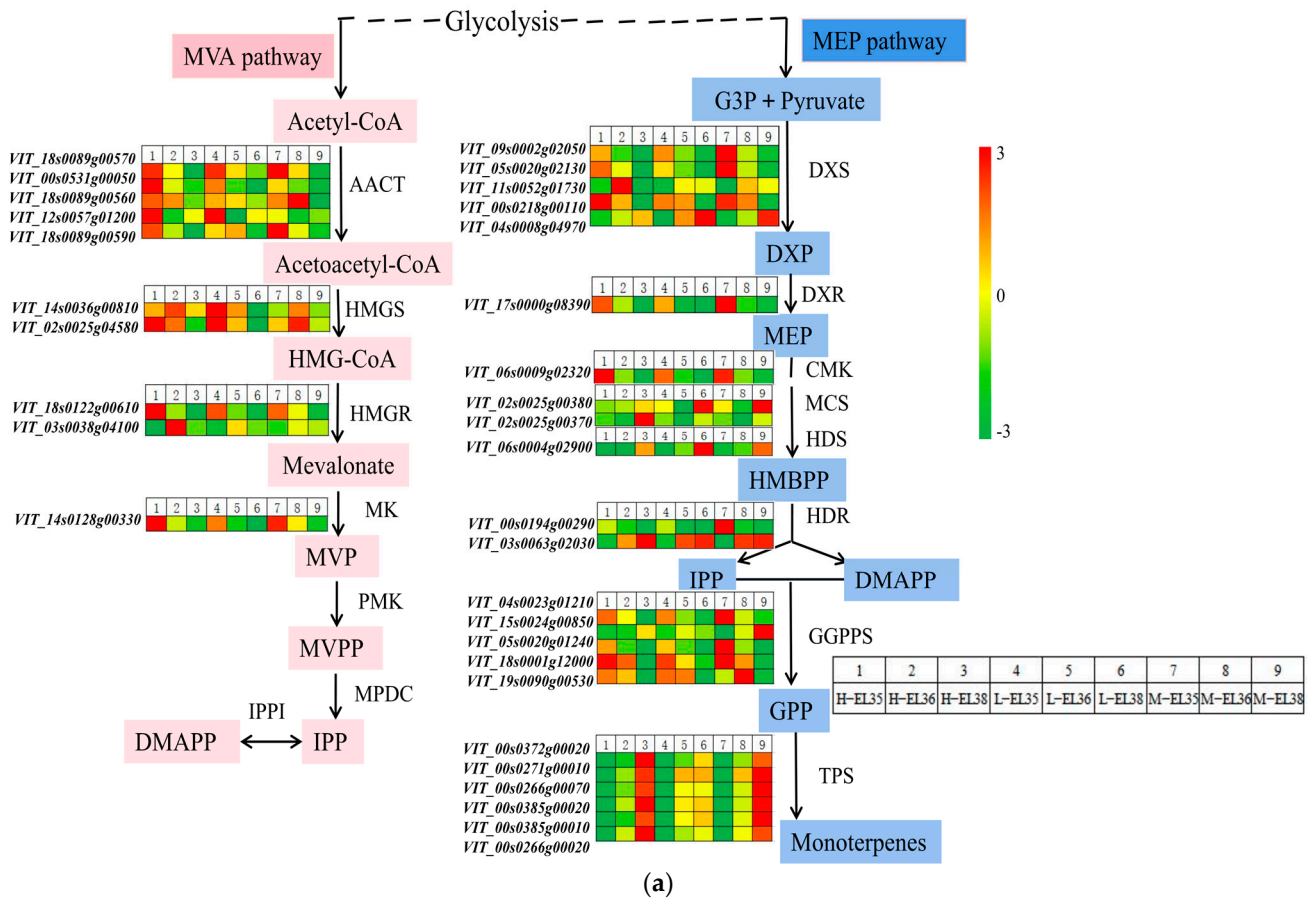 Glycolysis
MVA pathway
MEP pathway
Acetyl-CoA
G3P + Pyruvate
1 2 3 4 5 6 7 8 9
VIT_18s0089g00570
VIT_00s0531g00050
VIT_18s0089g00560
VIT_12s0057g01200
VIT_18s0089g00590
AACT
Acetoacetyl-CoA
1 2 3 4 5 6 7 8 9
VIT_14s0036g00810
VIT_02s0025g04580
HMGS
HMG-CoA
1 2 3 4 5 6 7 8 9
VIT_18s0122g00610
VIT_03s0038g04100
HMGR
Mevalonate
1 2 3 4 5 6 7 8 9
VIT_14s0128g00330
MK
MVP
PMK
MVPP
MPDC
IPPI
DMAPP
IPP
1 2 3 4 5 6 7 8 9
VIT_09s0002g02050
VIT_05s0020g02130
VIT_11s0052g01730
VIT_00s0218g00110
VIT_04s0008g04970
DXS
DXP
1 2 3 4 5 6 7 8 9
VIT_17s0000g08390
DXR
MEP
1 2 3 4 5 6 7 8 9
VIT_06s0009g02320
CMK
1 2 3 4 5 6 7 8 9
VIT_02s0025g00380
VIT_02s0025g00370
MCS
1 2 3 4 5 6 7 8 9
VIT_06s0004g02900
HDS
HMBPP
1 2 3 4 5 6 7 8 9
VIT_00s0194g00290
VIT_03s0063g02030
HDR
IPP
DMAPP
1 2 3 4 5 6 7 8 9
VIT_04s0023g01210
VIT_15s0024g00850
VIT_05s0020g01240
VIT_18s0001g12000
VIT_19s0090g00530
GGPPS
GPP
1 2 3 4 5 6 7 8 9
VIT_00s0372g00020
VIT_00s0271g00010
VIT_00s0266g00070
VIT_00s0385g00020
VIT_00s0385g00010
VIT_00s0266g00020
TPS
Monoterpenes
3
0
-3
1 2 3 4 5 6 7 8 9
H-EL35 H-EL36 H-EL38 L-EL35 L-EL36 L-EL38 M-EL35 M-EL36 M-EL38
(a)